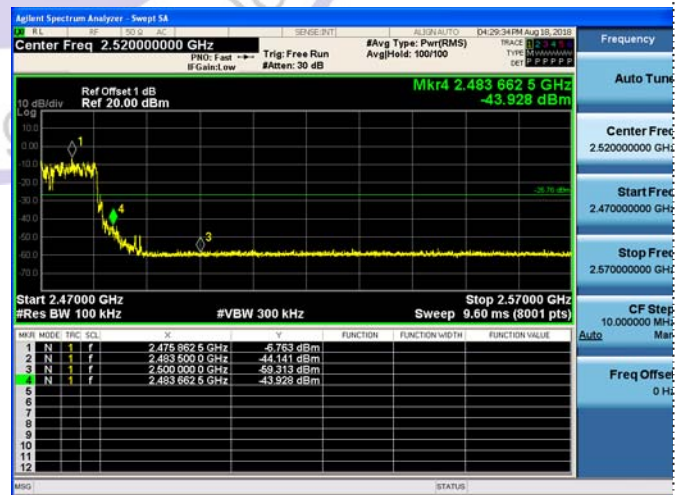 Agilent Spectrum Analyzer - Swept SA
RL RF 50 Ω AC SENSE:INT ALIGN AUTO 04:29:34 PM Aug 18, 2018
Center Freq 2.520000000 GHz
PNO: Fast
IFGain:Low
Trig: Free Run
#Atten: 30 dB
#Avg Type: Pwr(RMS)
Avg|Hold: 100/100
TRACE 1 2 3 4 5 6
TYPE M
DET P P P P P P
Ref Offset 1 dB
10 dB/div Ref 20.00 dBm
Log
Mkr4 2.483 662 5 GHz
-43.928 dBm
10.0
0.00
-10.0
-20.0
-30.0
-40.0
-50.0
-60.0
-70.0
1
4
3
-26.76 dBm
Start 2.47000 GHz Stop 2.57000 GHz
#Res BW 100 kHz #VBW 300 kHz Sweep 9.60 ms (8001 pts)
MKR MODE TRC SCL X Y FUNCTION FUNCTION WIDTH FUNCTION VALUE
1 N 1 f 2.475 862 5 GHz -6.763 dBm
2 N 1 f 2.483 500 0 GHz -44.141 dBm
3 N 1 f 2.500 000 0 GHz -59.313 dBm
4 N 1 f 2.483 662 5 GHz -43.928 dBm
5
6
7
8
9
10
11
12
MSG STATUS
Frequency
Auto Tune
Center Freq
2.520000000 GHz
Start Freq
2.470000000 GHz
Stop Freq
2.570000000 GHz
CF Step
10.000000 MHz
Auto Man
Freq Offset
0 Hz